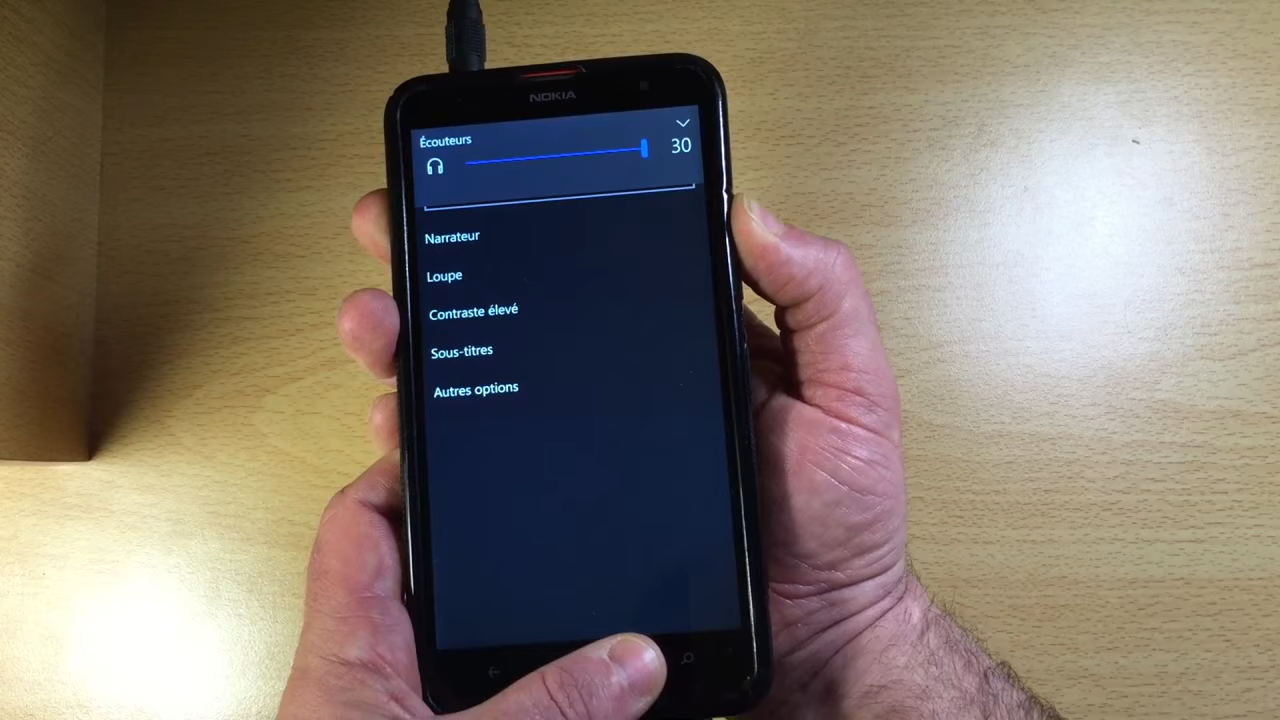 NOKIA
Écouteurs
30
Narrateur
Loupe
Contraste élevé
Sous-titres
Autres options